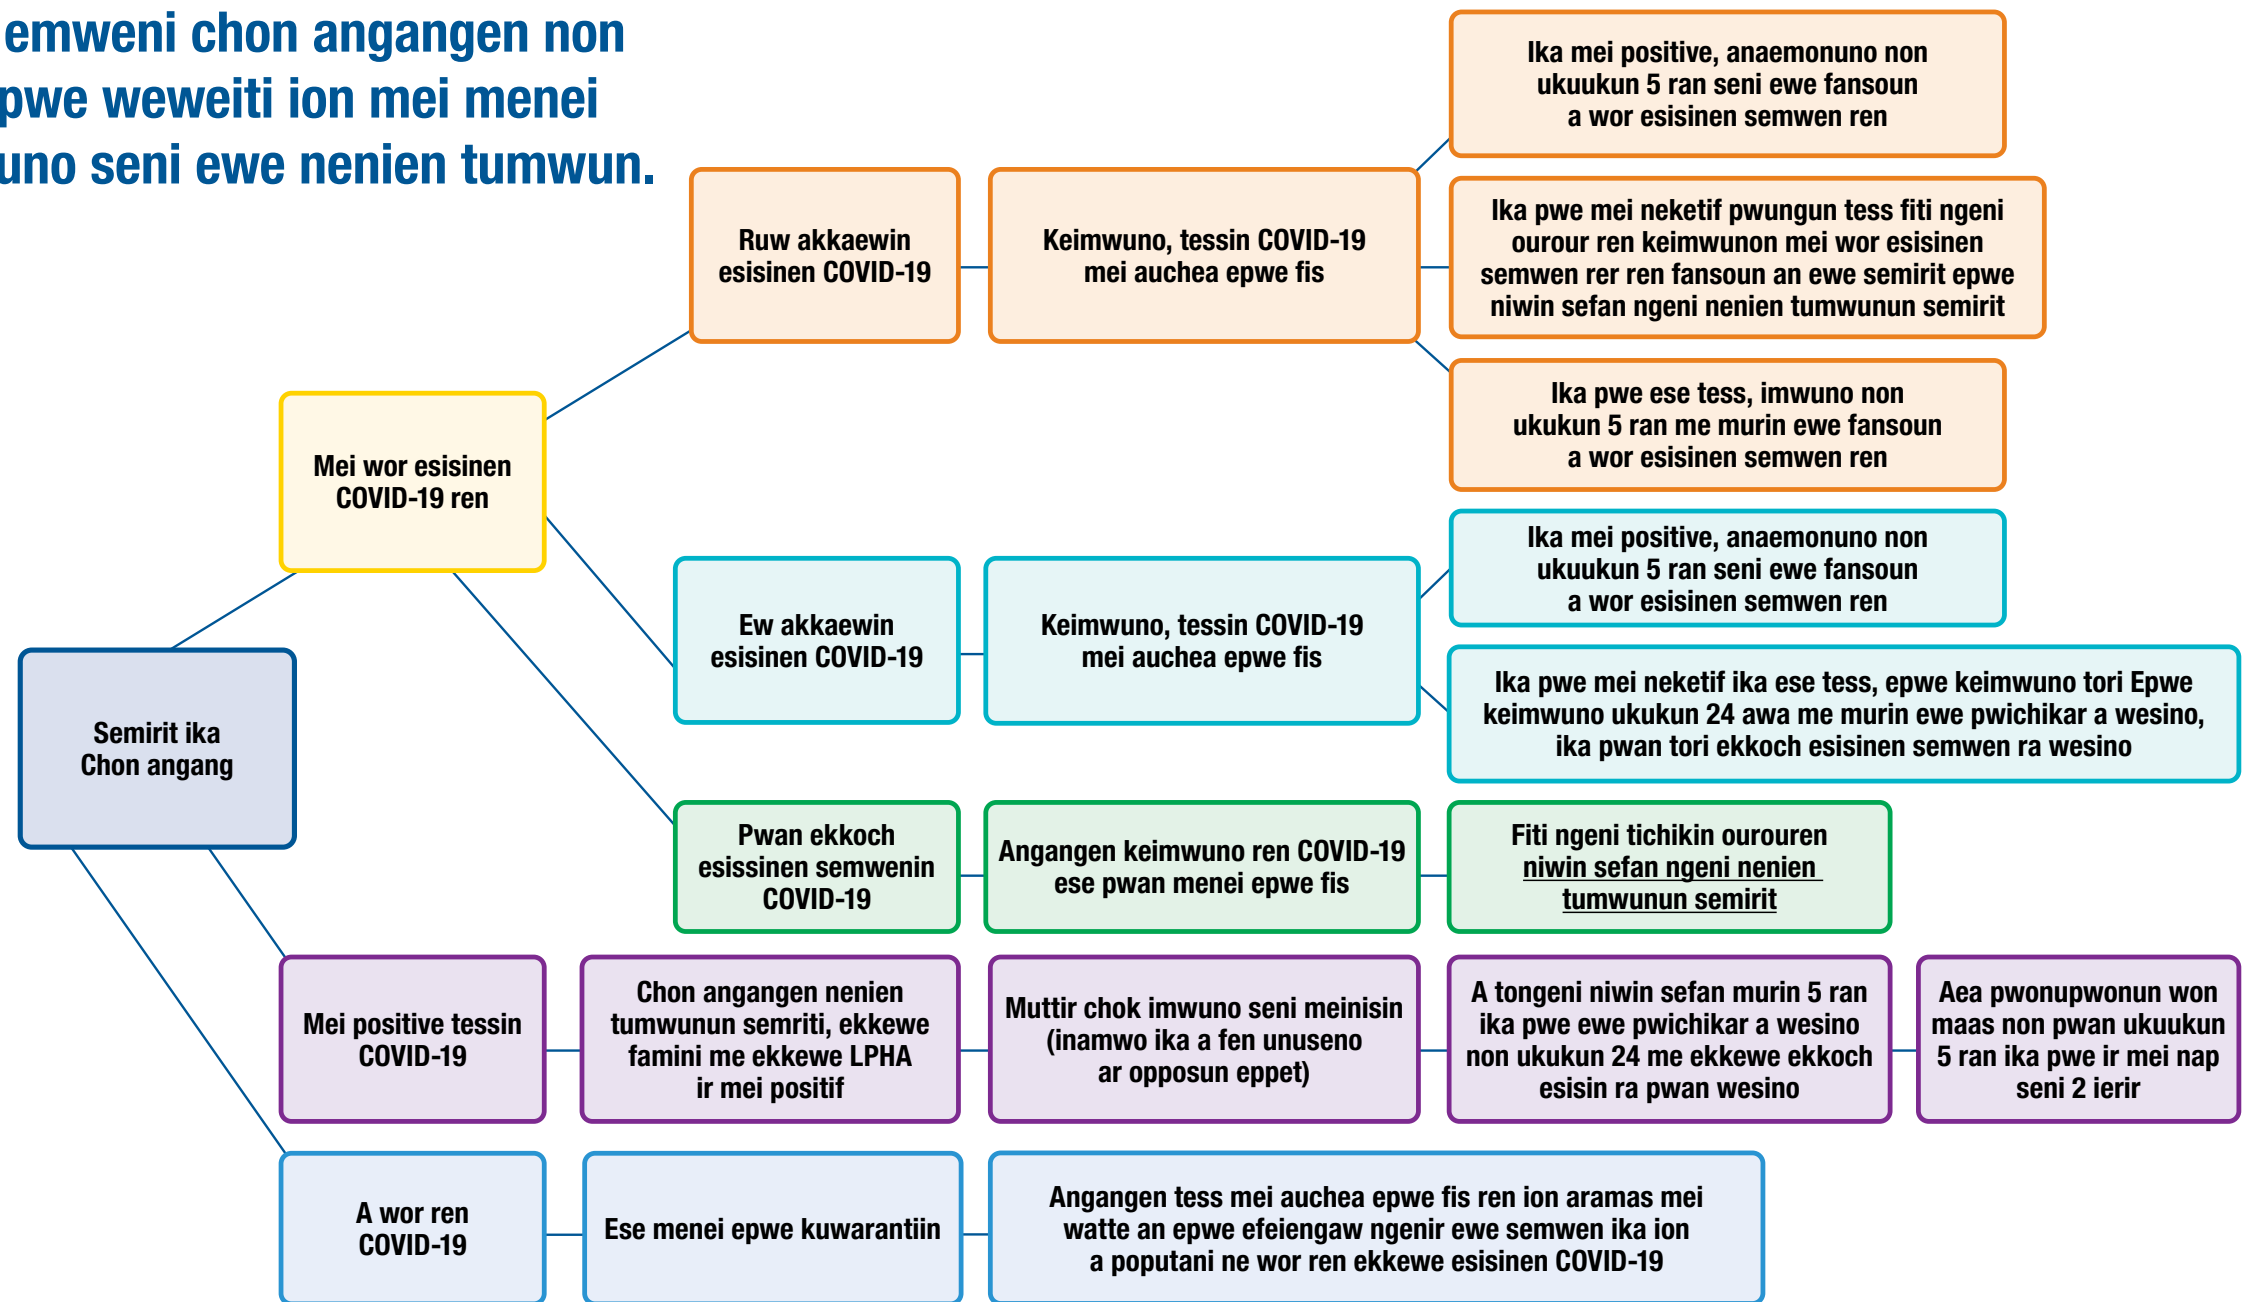 emweni chon angangen non
pwe weweiti ion mei menei
uno seni ewe nenien tumwun.
Semirit ika
Chon angang
Mei wor esisinen
COVID-19 ren
Ruw akkaewin
esisinen COVID-19
Keimwuno, tessin COVID-19
mei auchea epwe fis
Ika mei positive, anaemonuno non
ukuukun 5 ran seni ewe fansoun
a wor esisinen semwen ren
Ika pwe mei neketif pwungun tess fiti ngeni
ourour ren keimwunon mei wor esisinen
semwen rer ren fansoun an ewe semirit epwe
niwin sefan ngeni nenien tumwunun semirit
Ika pwe ese tess, imwuno non
ukukun 5 ran me murin ewe fansoun
a wor esisinen semwen ren
Ew akkaewin
esisinen COVID-19
Keimwuno, tessin COVID-19
mei auchea epwe fis
Ika mei positive, anaemonuno non
ukuukun 5 ran seni ewe fansoun
a wor esisinen semwen ren
Ika pwe mei neketif ika ese tess, epwe keimwuno tori Epwe
keimwuno ukukun 24 awa me murin ewe pwichikar a wesino,
ika pwan tori ekkoch esisinen semwen ra wesino
Pwan ekkoch
esissinen semwenin
COVID-19
Angangen keimwuno ren COVID-19
ese pwan menei epwe fis
Fiti ngeni tichikin ourouren
niwin sefan ngeni nenien
tumwunun semirit
Mei positive tessin
COVID-19
Chon angangen nenien
tumwunun semriti, ekkewe
famini me ekkewe LPHA
ir mei positif
Muttir chok imwuno seni meinisin
(inamwo ika a fen unuseno
ar opposun eppet)
A tongeni niwin sefan murin 5 ran
ika pwe ewe pwichikar a wesino
non ukukun 24 me ekkewe ekkoch
esisin ra pwan wesino
Aea pwonupwonun won
maas non pwan ukuukun
5 ran ika pwe ir mei nap
seni 2 ierir
A wor ren
COVID-19
Ese menei epwe kuwarantiin
Angangen tess mei auchea epwe fis ren ion aramas mei
watte an epwe efeiengaw ngenir ewe semwen ika ion
a poputani ne wor ren ekkewe esisinen COVID-19